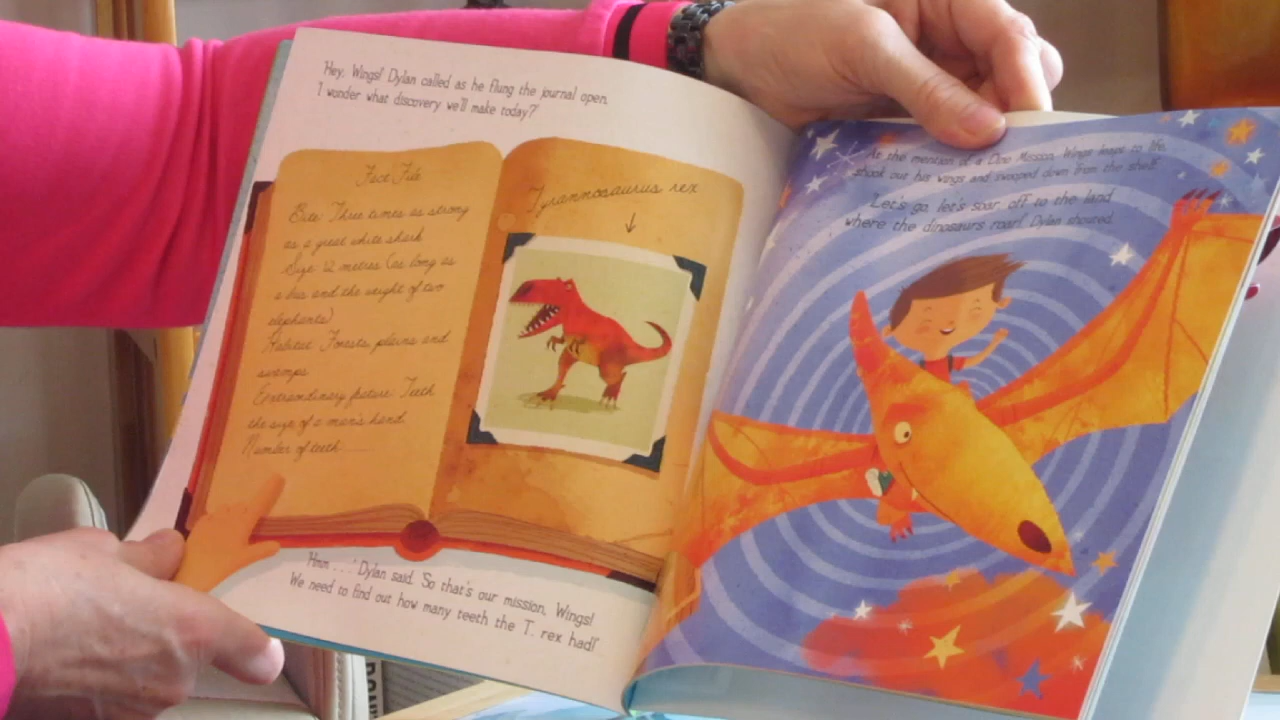 'Hey, Wings!' Dylan called as he flung the journal open.
'I wonder what discovery we'll make today?'
Fact File
Bite: Three times as strong
as a great white shark
Size: 12 metres (as long as
a bus and the weight of two
elephants)
Habitat: Forests, plains and
swamps
Extraordinary feature: Teeth
the size of a man's hand
Number of teeth.........
Tyrannosaurus rex
'Hmm . . .' Dylan said. 'So that's our mission, Wings!
We need to find out how many teeth the T. rex had!'
At the mention of a Dino Mission, Wings leapt to life,
shook out his wings and swooped down from the shelf.
'Let's go, let's soar, off to the land
where the dinosaurs roar!' Dylan shouted.